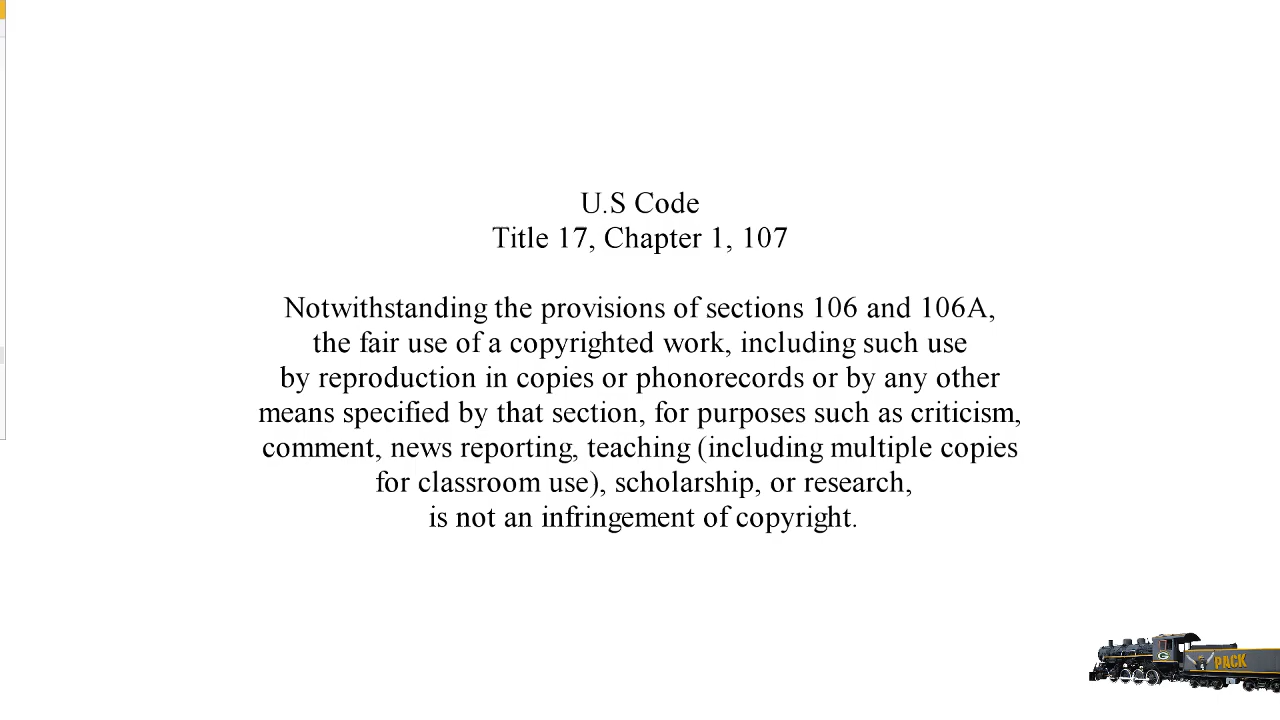 U.S Code
Title 17, Chapter 1, 107
Notwithstanding the provisions of sections 106 and 106A,
the fair use of a copyrighted work, including such use
by reproduction in copies or phonorecords or by any other
means specified by that section, for purposes such as criticism,
comment, news reporting, teaching (including multiple copies
for classroom use), scholarship, or research,
is not an infringement of copyright.
G
PACK